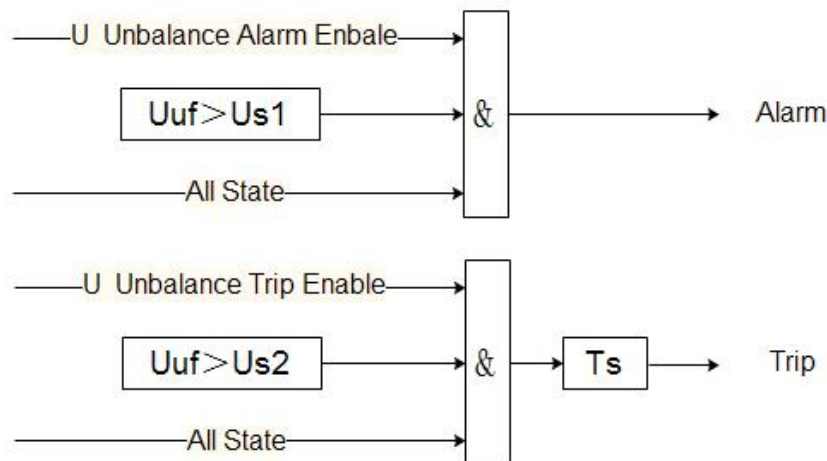 U Unbalance Alarm Enbale
Uuf＞Us1
&
Alarm
All State
U Unbalance Trip Enable
Uuf＞Us2
&
Ts
Trip
All State